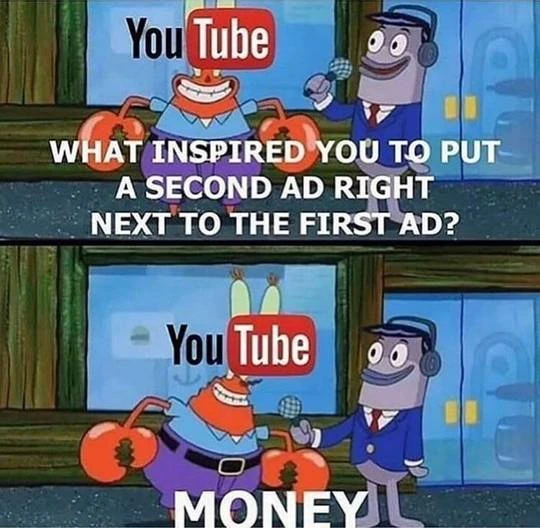 You Tube
WHAT INSPIRED YOU TO PUT
A SECOND AD RIGHT
NEXT TO THE FIRST AD?
You Tube
MONEY